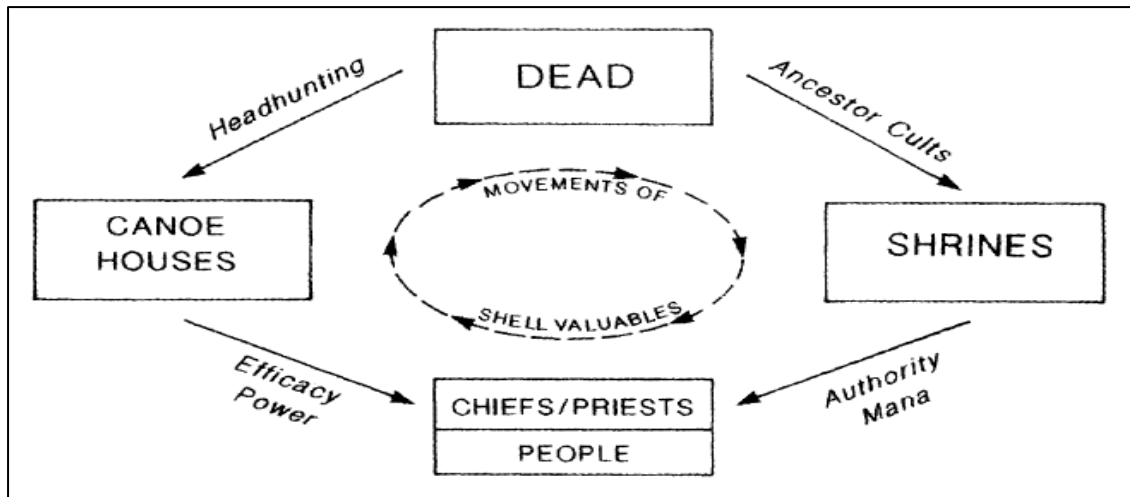 DEAD
Headhunting
Ancestor Cults
MOVEMENTS OF
CANOE
HOUSES
SHRINES
SHELL VALUABLES
Efficacy
Power
Authority
Mana
CHIEFS/PRIESTS
PEOPLE